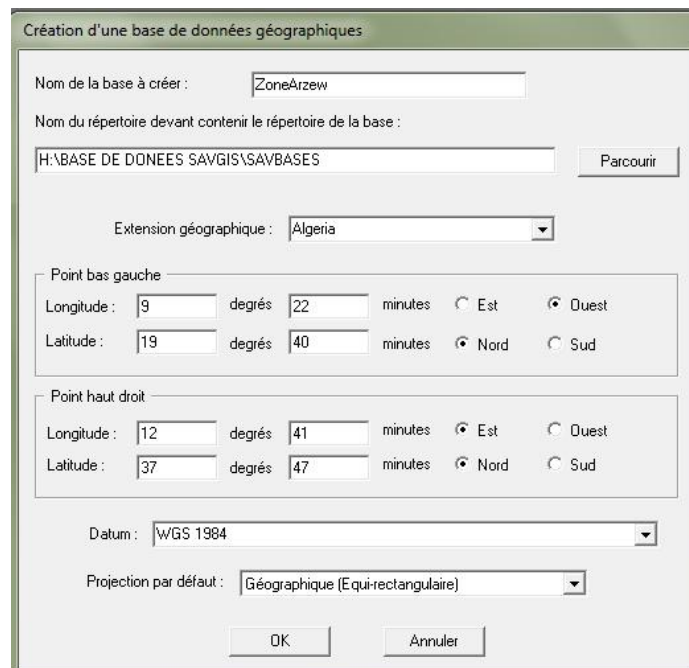 Création d'une base de données géographiques
Nom de la base à créer : ZoneArzew
Nom du répertoire devant contenir le répertoire de la base :
H:\BASE DE DONEES SAVGIS\SAVBASES Parcourir
Extension géographique : Algeria
Point bas gauche
Longitude : 9 degrés 22 minutes Est Ouest
Latitude : 19 degrés 40 minutes Nord Sud
Point haut droit
Longitude : 12 degrés 41 minutes Est Ouest
Latitude : 37 degrés 47 minutes Nord Sud
Datum : WGS 1984
Projection par défaut : Géographique (Equi-rectangulaire)
OK Annuler